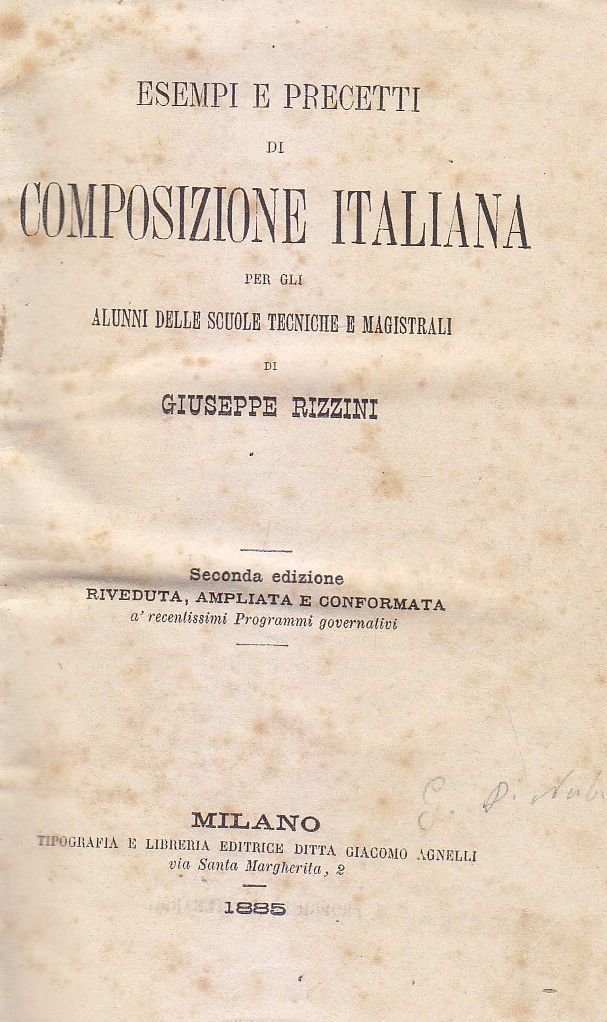 ESEMPI E PRECETTI
DI
COMPOSIZIONE ITALIANA
PER GLI
ALUNNI DELLE SCUOLE TECNICHE E MAGISTRALI
DI
GIUSEPPE RIZZINI
Seconda edizione
RIVEDUTA, AMPLIATA E CONFORMATA
a' recentissimi Programmi governativi
MILANO
TIPOGRAFIA E LIBRERIA EDITRICE DITTA GIACOMO AGNELLI
via Santa Margherita, 2
1885